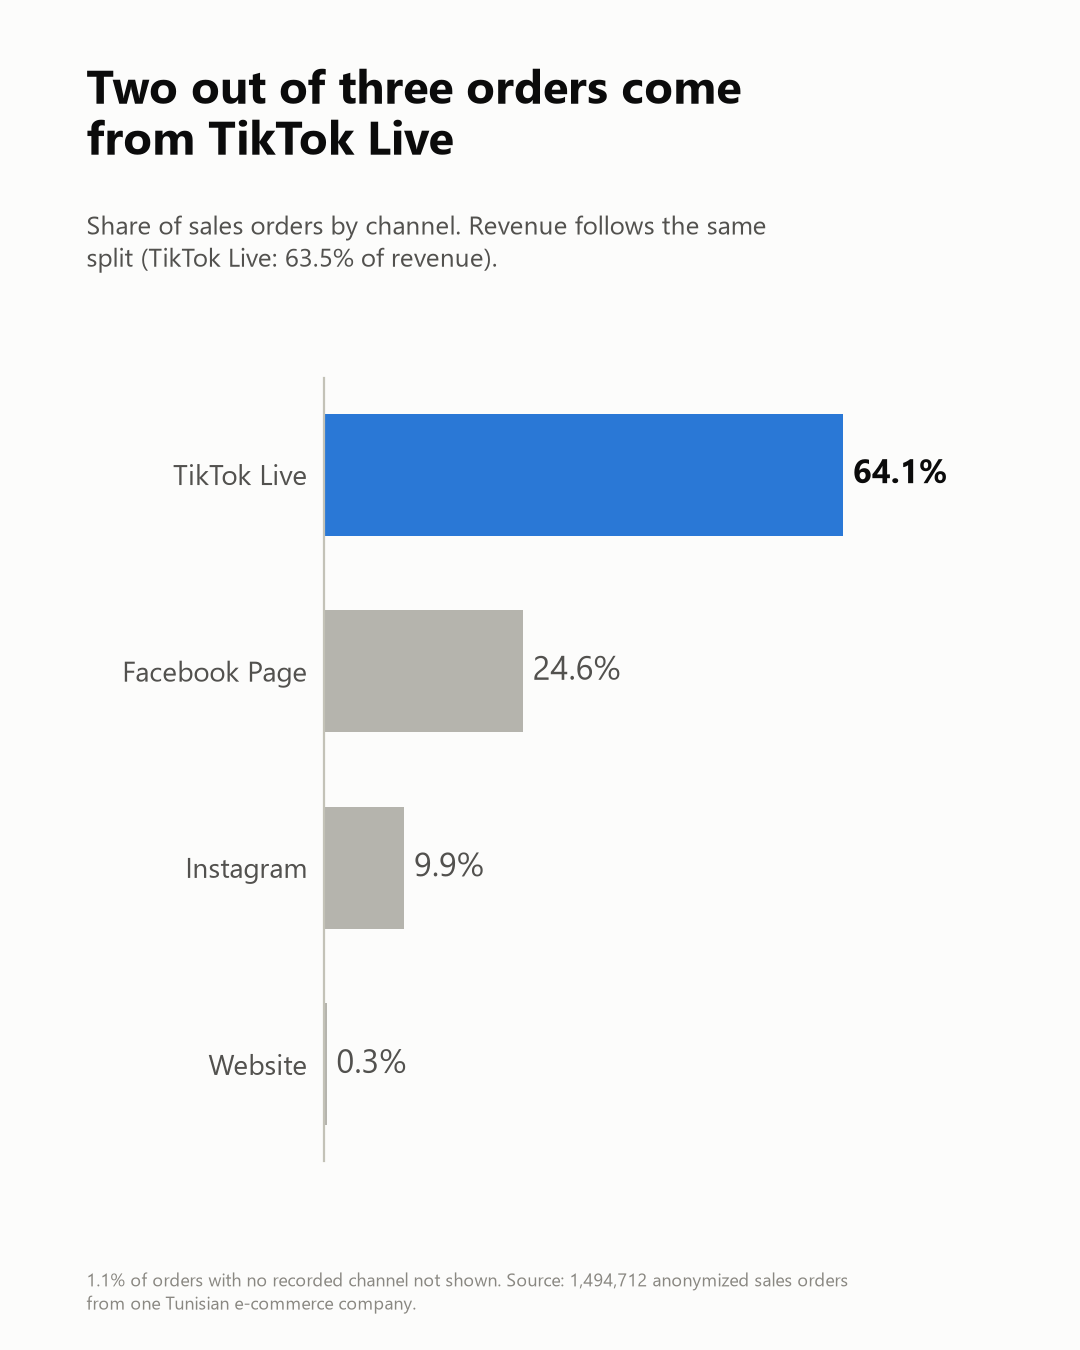 Two out of three orders come
from TikTok Live
Share of sales orders by channel. Revenue follows the same
split (TikTok Live: 63.5% of revenue).
TikTok Live
64.1%
Facebook Page
24.6%
Instagram
9.9%
Website
0.3%
1.1% of orders with no recorded channel not shown. Source: 1,494,712 anonymized sales orders
from one Tunisian e-commerce company.